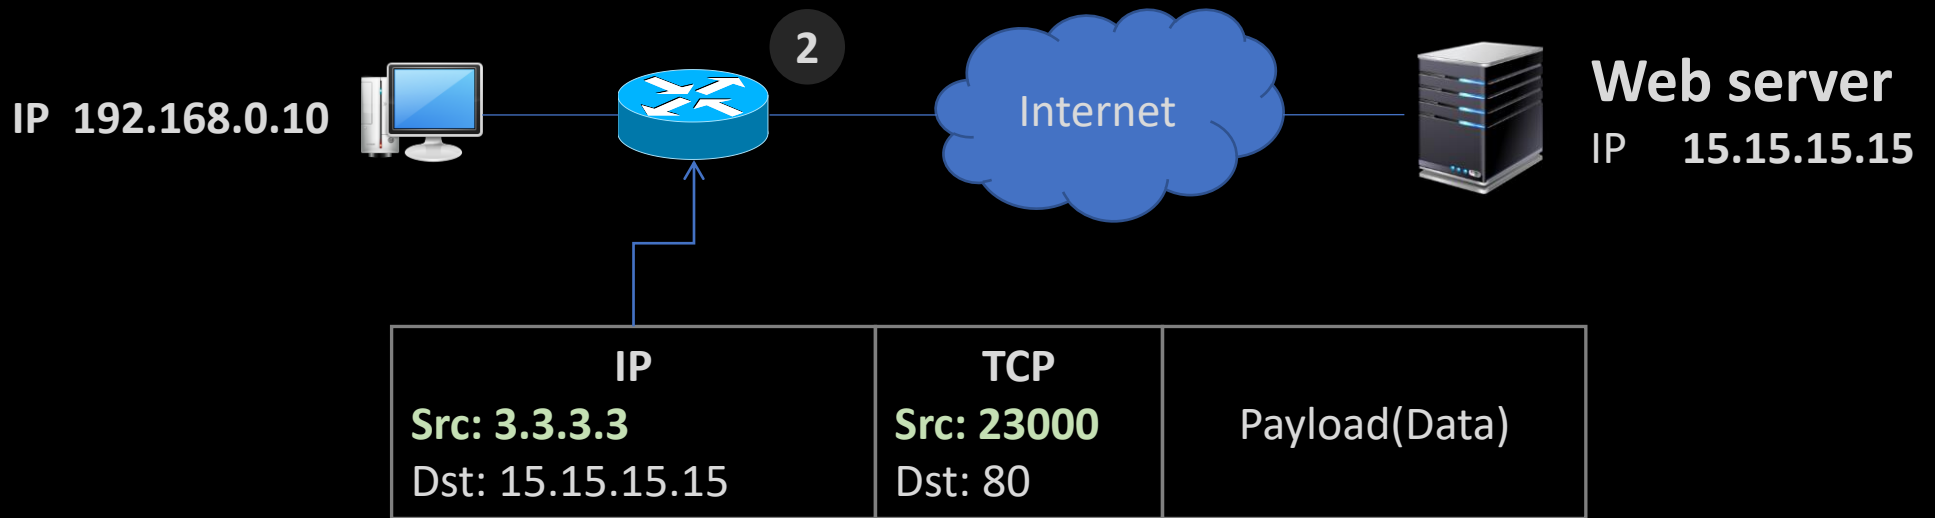 2
IP 192.168.0.10
Internet
Web server
IP 15.15.15.15
IP
Src: 3.3.3.3
Dst: 15.15.15.15
TCP
Src: 23000
Dst: 80
Payload(Data)